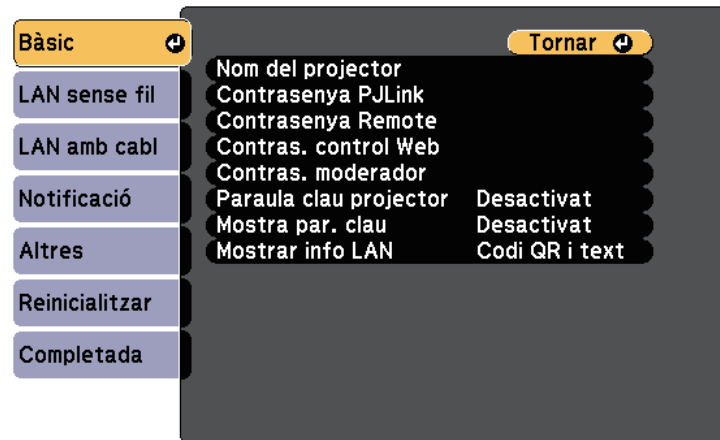 Bàsic
LAN sense fil
LAN amb cabl
Notificació
Altres
Reinicialitzar
Completada
Tornar
Nom del projector
Contrasenya PJLink
Contrasenya Remote
Contras. control Web
Contras. moderador
Paraula clau projector Desactivat
Mostra par. clau Desactivat
Mostrar info LAN Codi QR i text